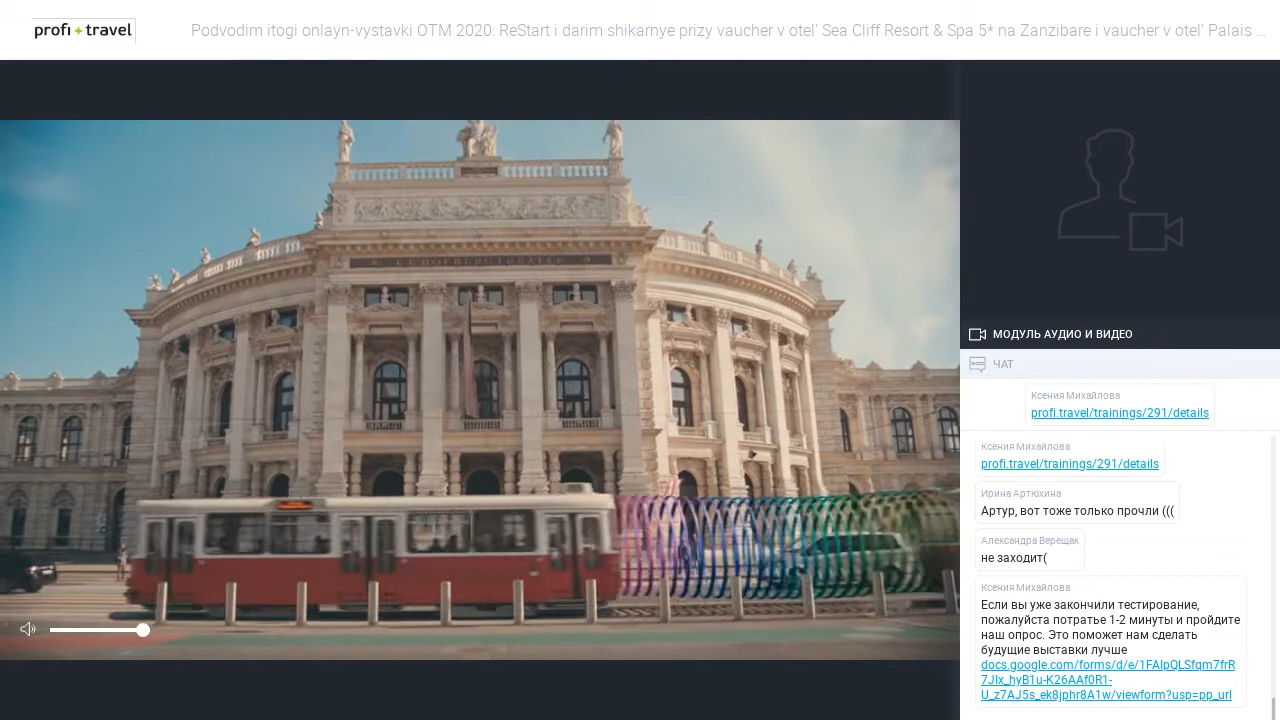 profi + travel
Podvodim itogi onlayn-vystavki OTM 2020: ReStart i darim shikarnye prizy vaucher v otel' Sea Cliff Resort & Spa 5* na Zanzibare i vaucher v otel' Palais ...
K.K. HOFBURGTHEATER
МОДУЛЬ АУДИО И ВИДЕО
ЧАТ
Ксения Михайлова
profi.travel/trainings/291/details
Ксения Михайлова
profi.travel/trainings/291/details
Ирина Артюхина
Артур, вот тоже только прочли (((
Александра Верещак
не заходит(
Ксения Михайлова
Если вы уже закончили тестирование,
пожалуйста потратье 1-2 минуты и пройдите
наш опрос. Это поможет нам сделать
будущие выставки лучше
docs.google.com/forms/d/e/1FAIpQLSfqm7frR
7JIx_hyB1u-K26AAf0R1-
U_z7AJ5s_ek8jphr8A1w/viewform?usp=pp_url